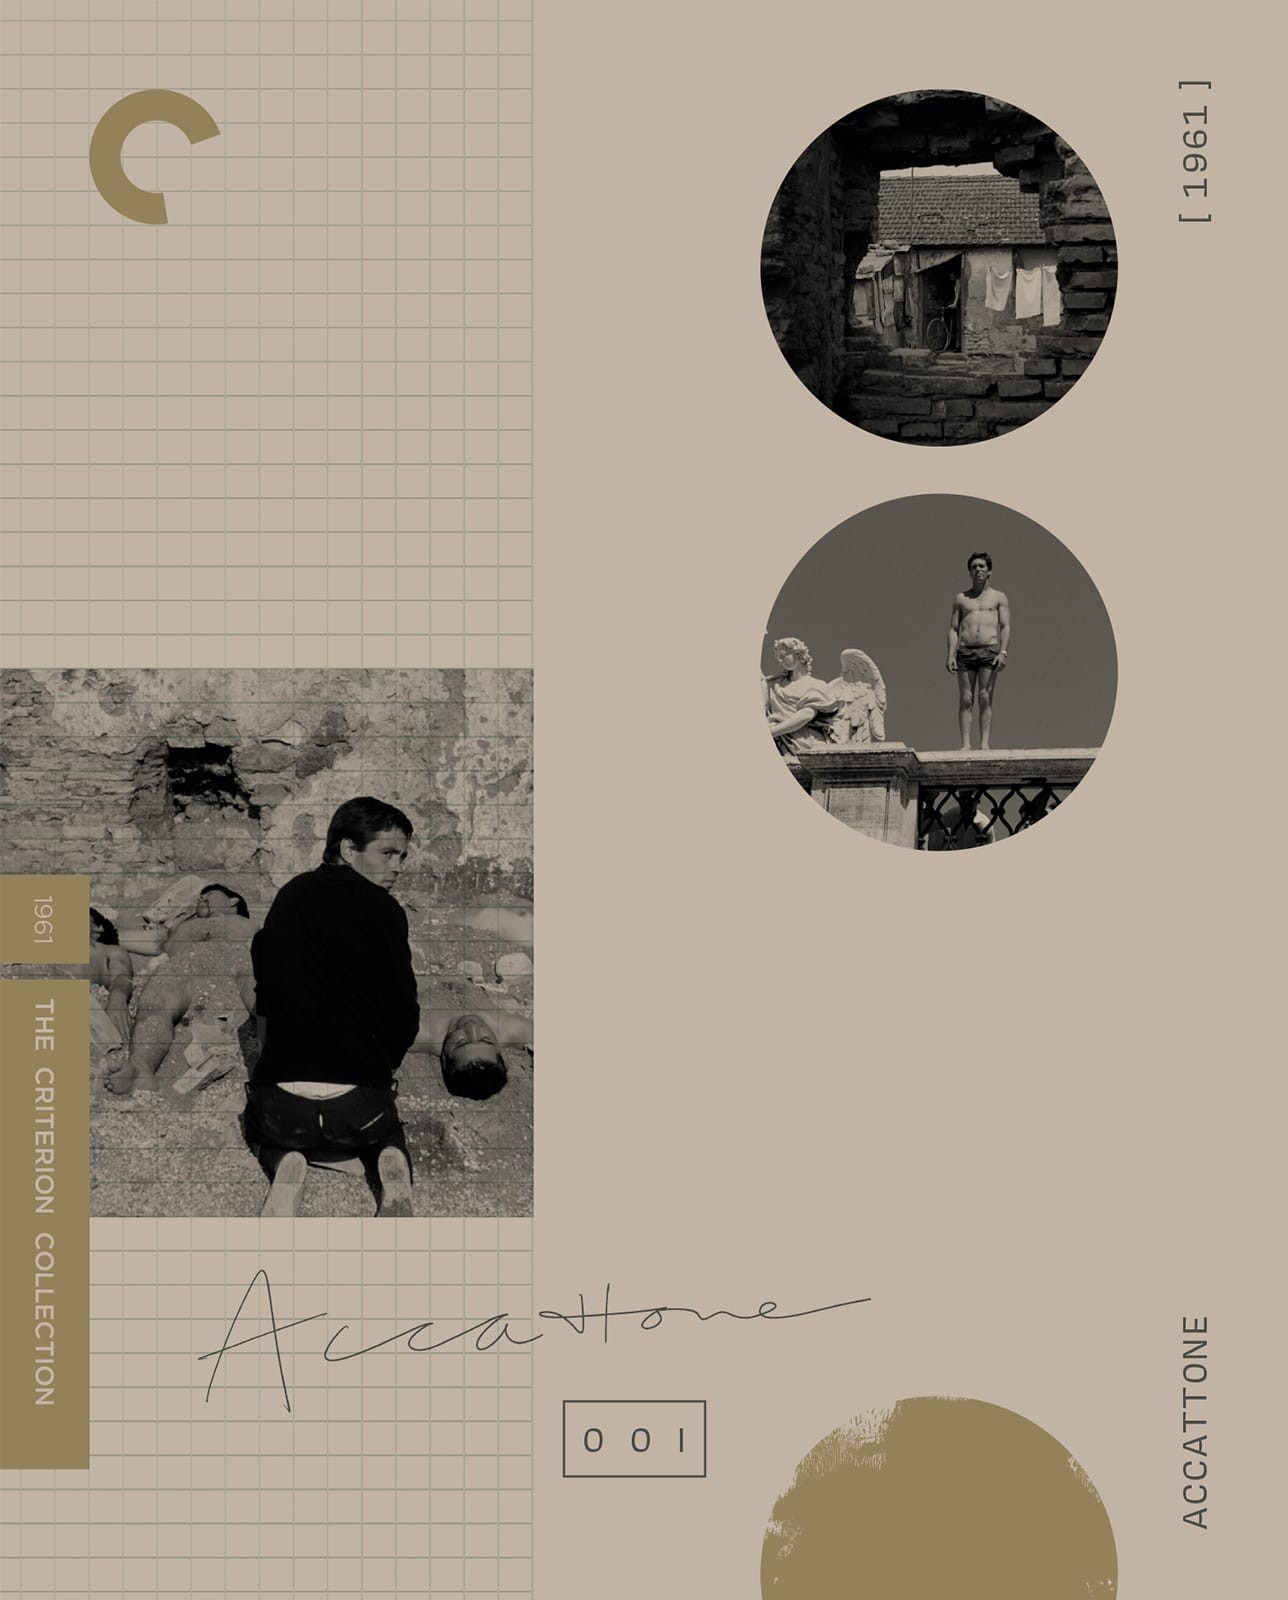 [ 1961 ]
1961
THE CRITERION COLLECTION
Accattone
001
ACCATTONE